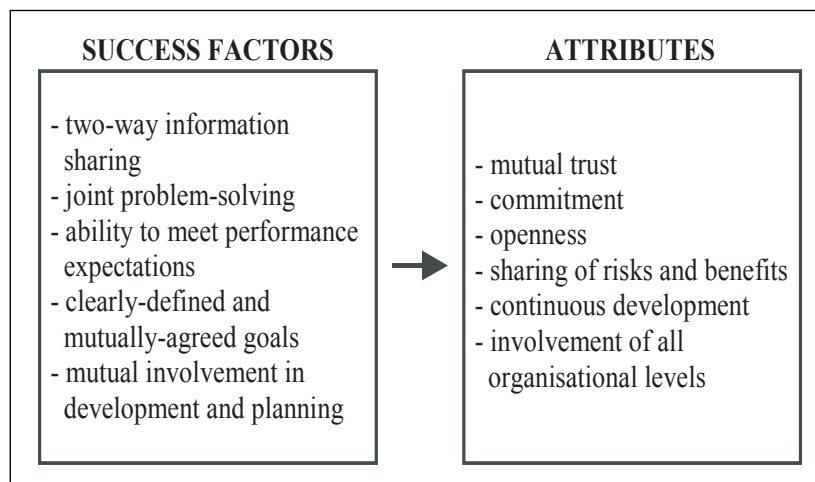 SUCCESS FACTORS
- two-way information
sharing
- joint problem-solving
- ability to meet performance
expectations
- clearly-defined and
mutually-agreed goals
- mutual involvement in
development and planning
ATTRIBUTES
- mutual trust
- commitment
- openness
- sharing of risks and benefits
- continuous development
- involvement of all
organisational levels